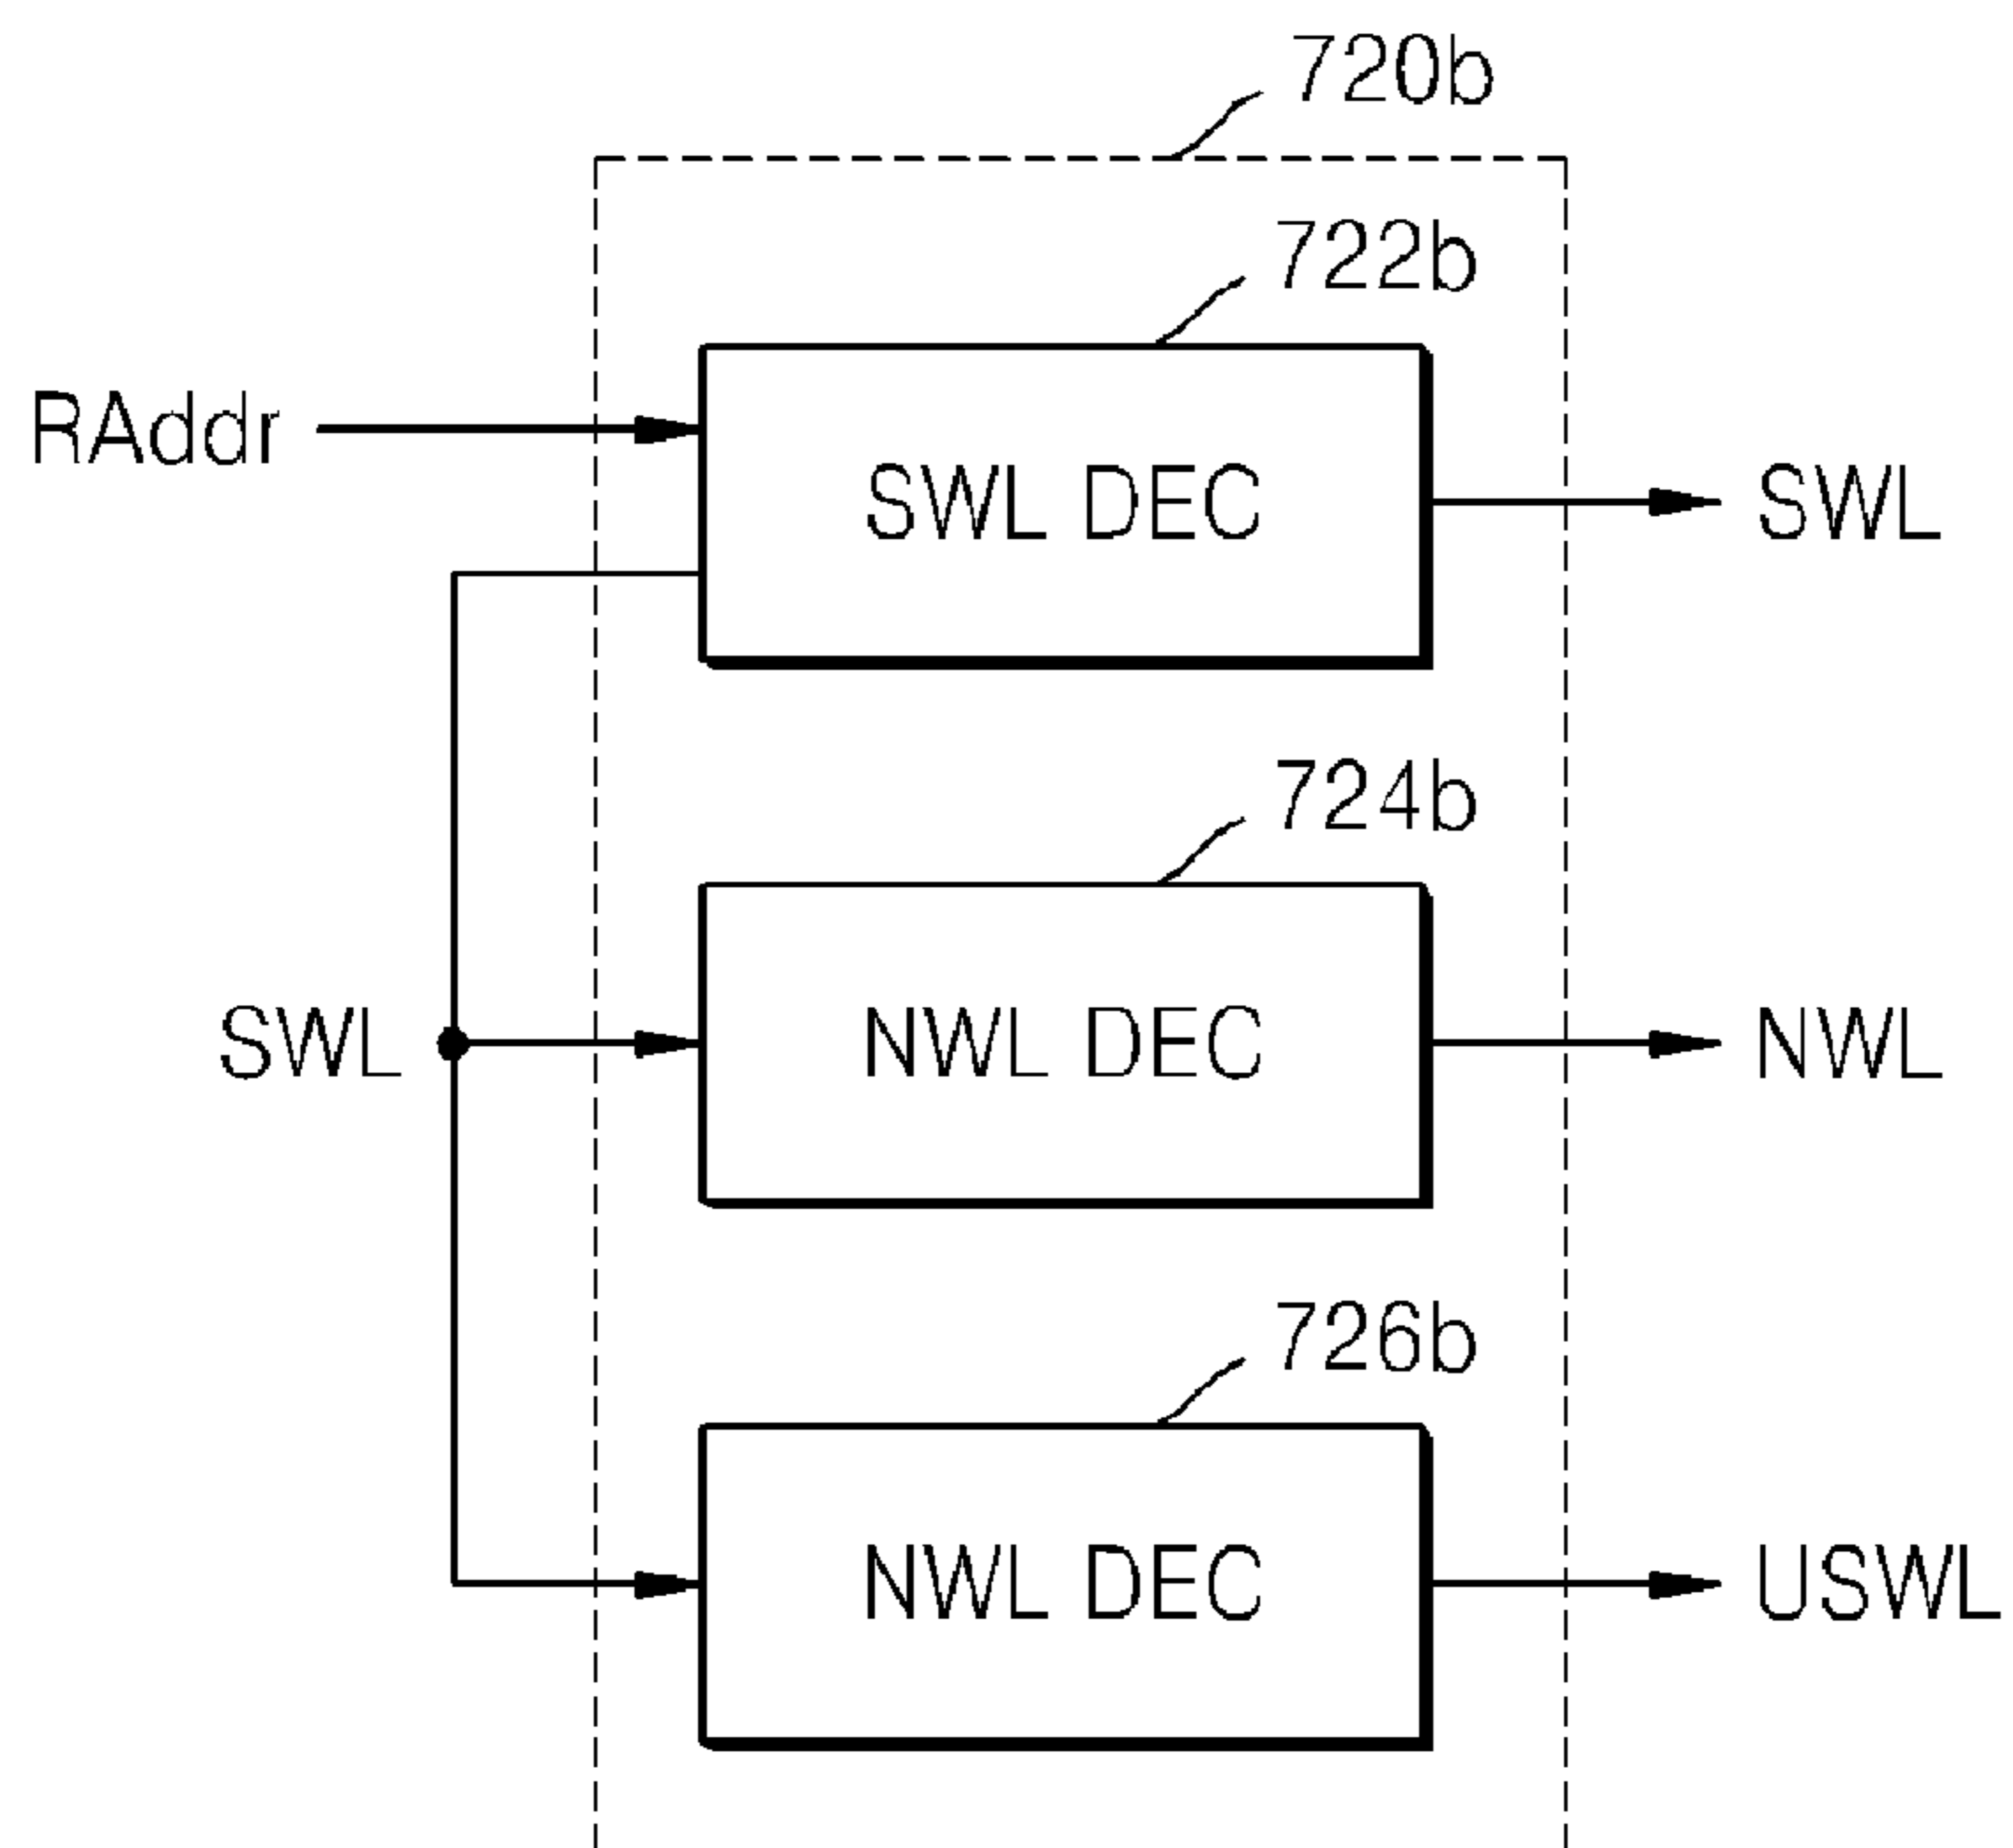 720b
722b
RAddr
SWL DEC
SWL
724b
SWL
NWL DEC
NWL
726b
NWL DEC
USWL